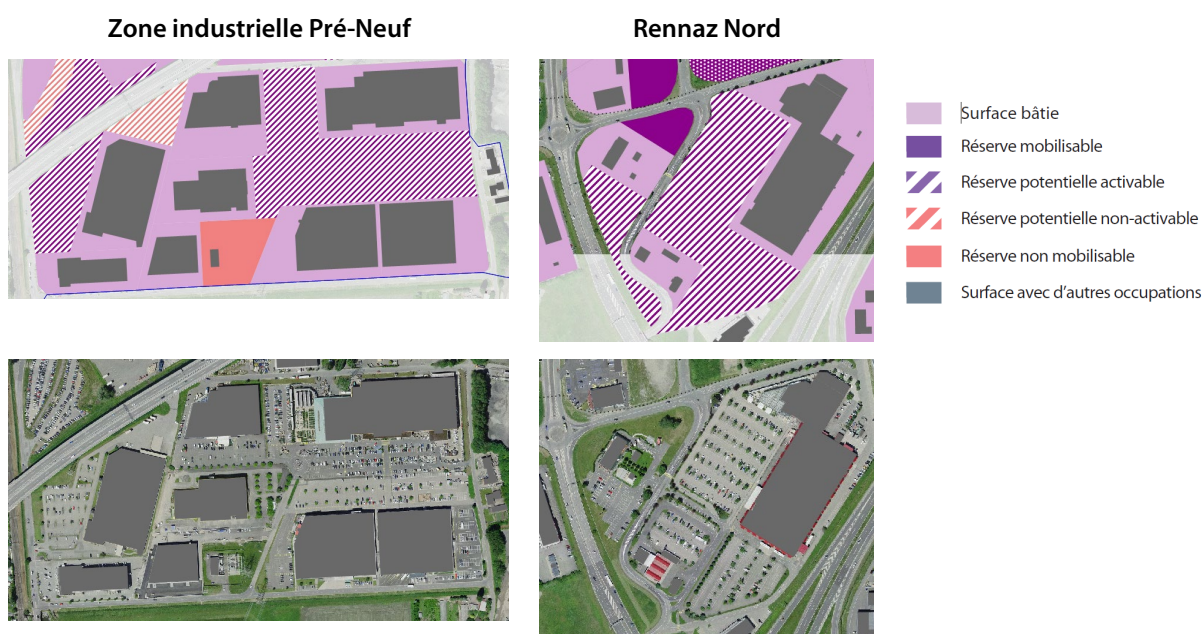 Zone industrielle Pré-Neuf
Rennaz Nord
Surface bâtie
Réserve mobilisable
Réserve potentielle activable
Réserve potentielle non-activable
Réserve non mobilisable
Surface avec d'autres occupations